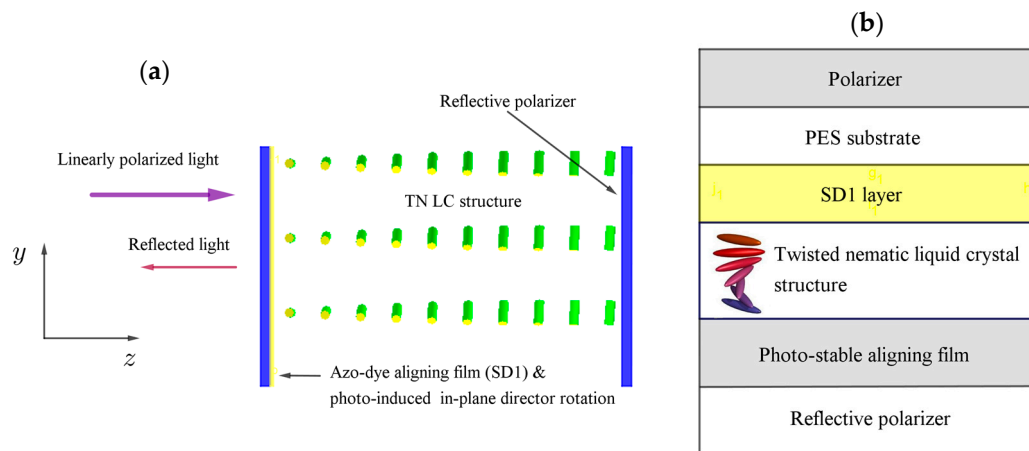 (a)
Reflective polarizer
Linearly polarized light
TN LC structure
Reflected light
y
z
Azo-dye aligning film (SD1) &
photo-induced in-plane director rotation
(b)
Polarizer
PES substrate
SD1 layer
Twisted nematic liquid crystal
structure
Photo-stable aligning film
Reflective polarizer